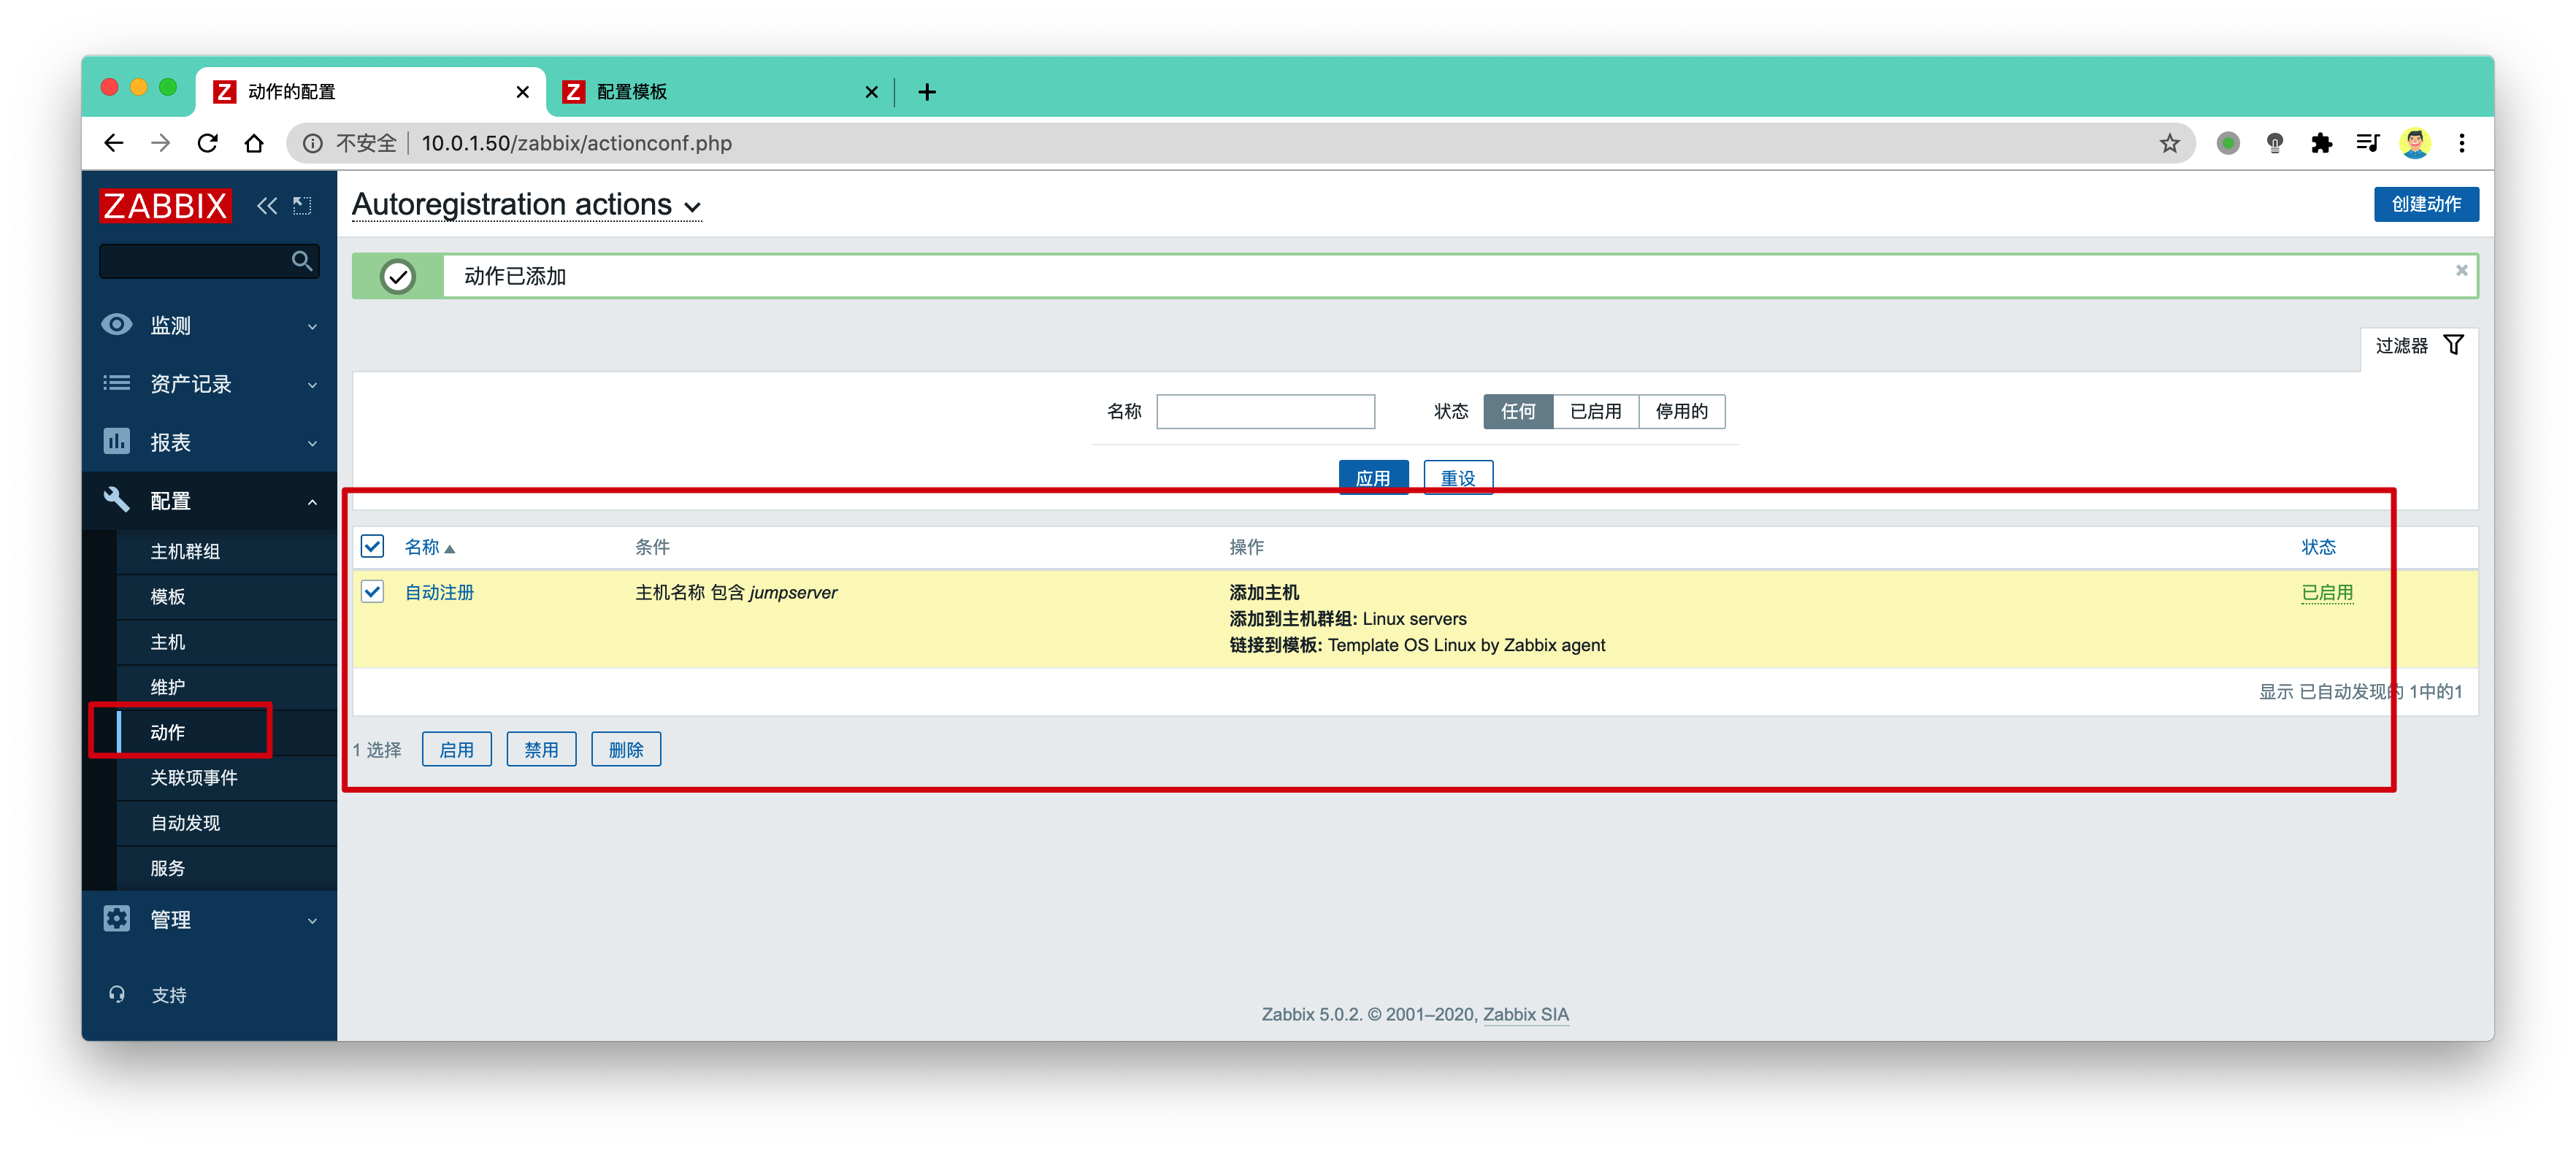 动作的配置
配置模板
不安全 10.0.1.50/zabbix/actionconf.php
ZABBIX
Autoregistration actions
创建动作
动作已添加
监测
资产记录
报表
配置
主机群组
模板
主机
维护
动作
关联项事件
自动发现
服务
管理
支持
过滤器
名称 状态 任何 已启用 停用的
应用 重设
名称 条件 操作 状态
自动注册 主机名称 包含 jumpserver 添加主机 已启用
添加到主机群组: Linux servers
链接到模板: Template OS Linux by Zabbix agent
显示 已自动发现的 1中的1
1 选择 启用 禁用 删除
Zabbix 5.0.2. © 2001–2020, Zabbix SIA